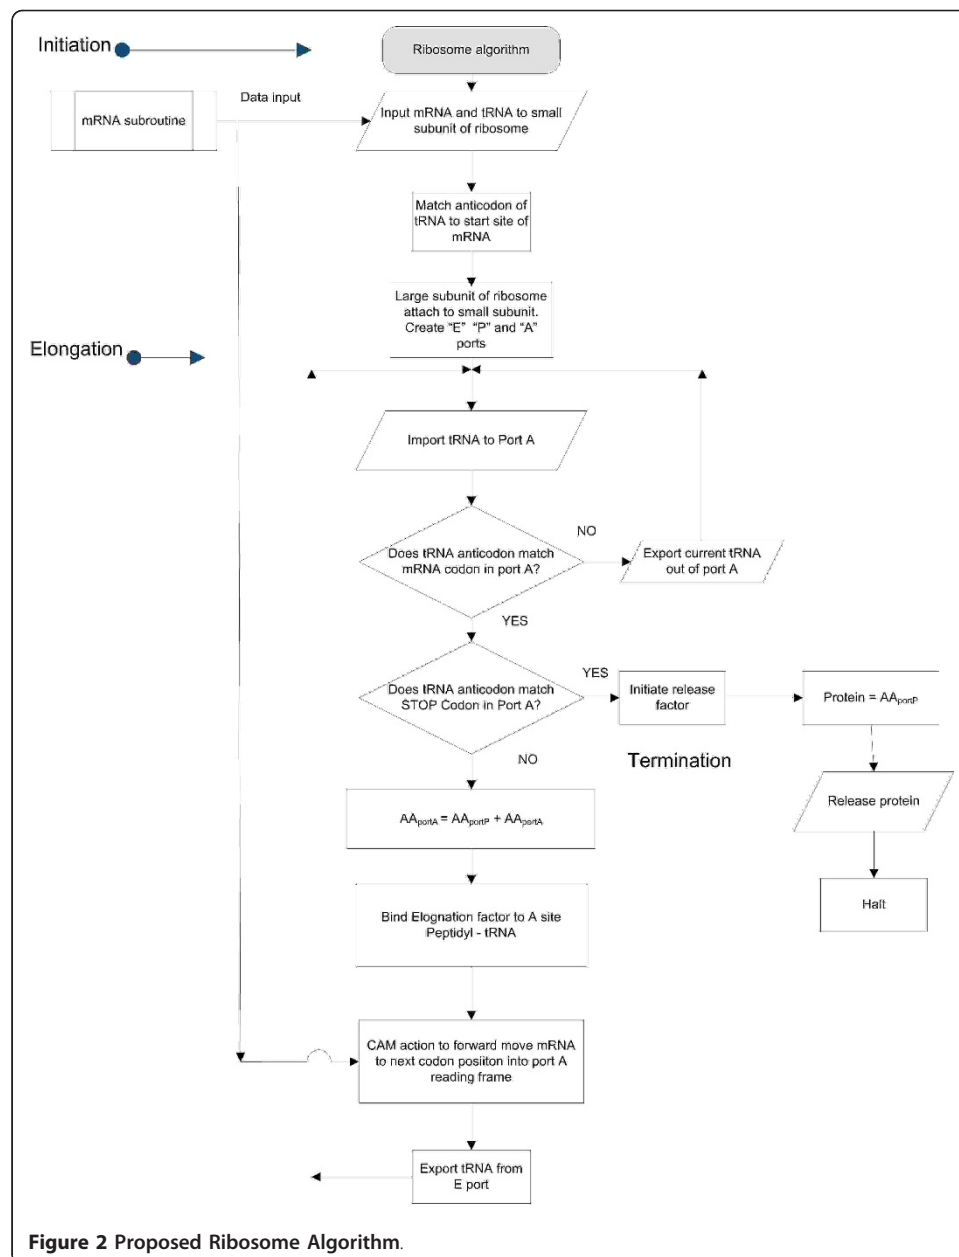 Initiation
Ribosome algorithm
Data input
mRNA subroutine
Input mRNA and tRNA to small
subunit of ribosome
Match anticodon of
tRNA to start site of
mRNA
Large subunit of ribosome
attach to small subunit.
Create “E” “P” and “A”
ports
Elongation
Import tRNA to Port A
Does tRNA anticodon match
mRNA codon in port A?
NO
Export current tRNA
out of port A
YES
Does tRNA anticodon match
STOP Codon in Port A?
YES
Initiate release
factor
Protein = AAportP
Termination
NO
Release protein
AAportA = AAportP + AAportA
Halt
Bind Elognation factor to A site
Peptidyl - tRNA
CAM action to forward move mRNA
to next codon posiiton into port A
reading frame
Export tRNA from
E port
Figure 2 Proposed Ribosome Algorithm.